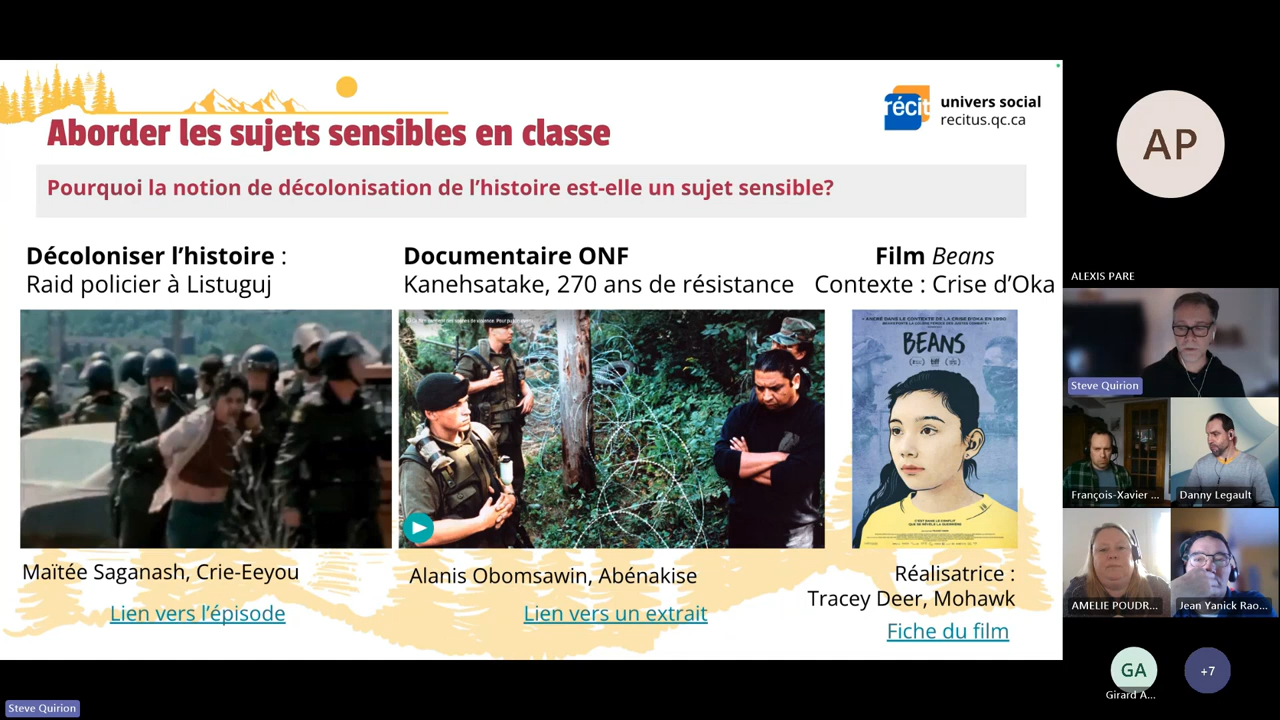 Aborder les sujets sensibles en classe
récit
univers social
recitus.qc.ca
Pourquoi la notion de décolonisation de l’histoire est-elle un sujet sensible?
Décoloniser l’histoire :
Raid policier à Listuguj
Documentaire ONF
Kanehsatake, 270 ans de résistance
Film Beans
Contexte : Crise d’Oka
BEANS
Maïtée Saganash, Crie-Eeyou
Lien vers l’épisode
Alanis Obomsawin, Abénakise
Lien vers un extrait
Réalisatrice :
Tracey Deer, Mohawk
Fiche du film
AP
ALEXIS PARE
Steve Quirion
François-Xavier ...
Danny Legault
AMELIE POUDR...
Jean Yanick Rao...
GA
Girard A...
+7
Steve Quirion